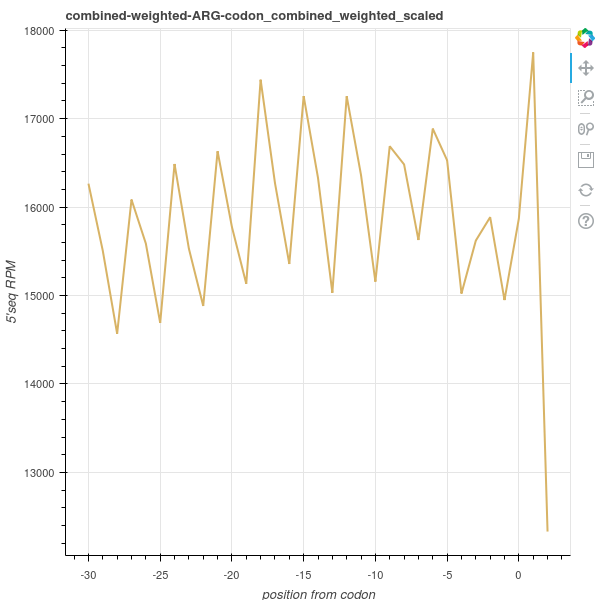 combined-weighted-ARG-codon_combined_weighted_scaled
18000
17000
16000
15000
14000
13000
5'seq RPM
-30 -25 -20 -15 -10 -5 0
position from codon